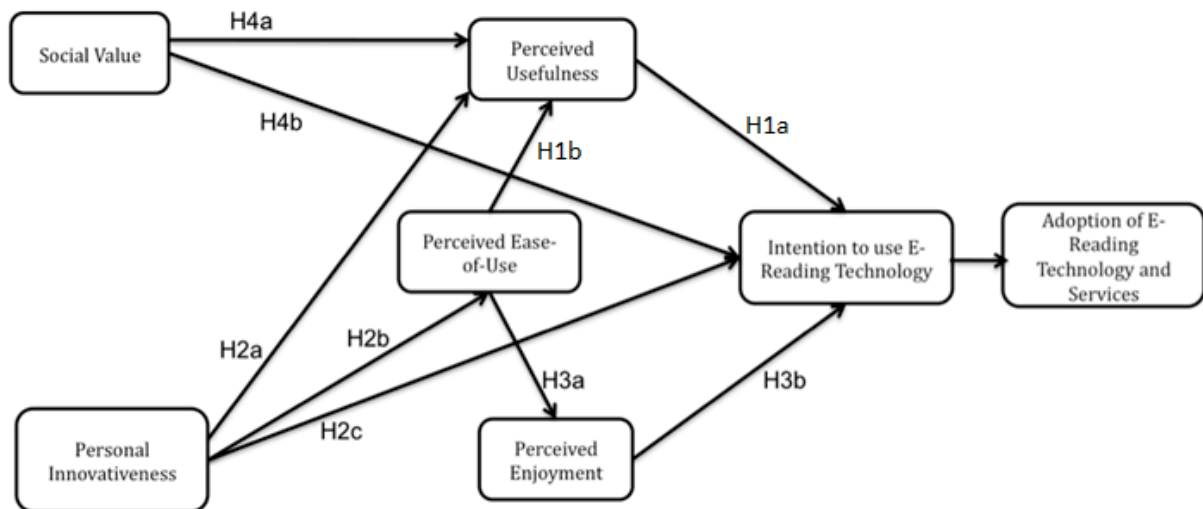 H4a
Social Value
Perceived
Usefulness
H4b
H1a
H1b
Perceived Ease-
of-Use
Intention to use E-
Reading Technology
Adoption of E-
Reading
Technology and
Services
H2a
H2b
H3a
H3b
H2c
Personal
Innovativeness
Perceived
Enjoyment